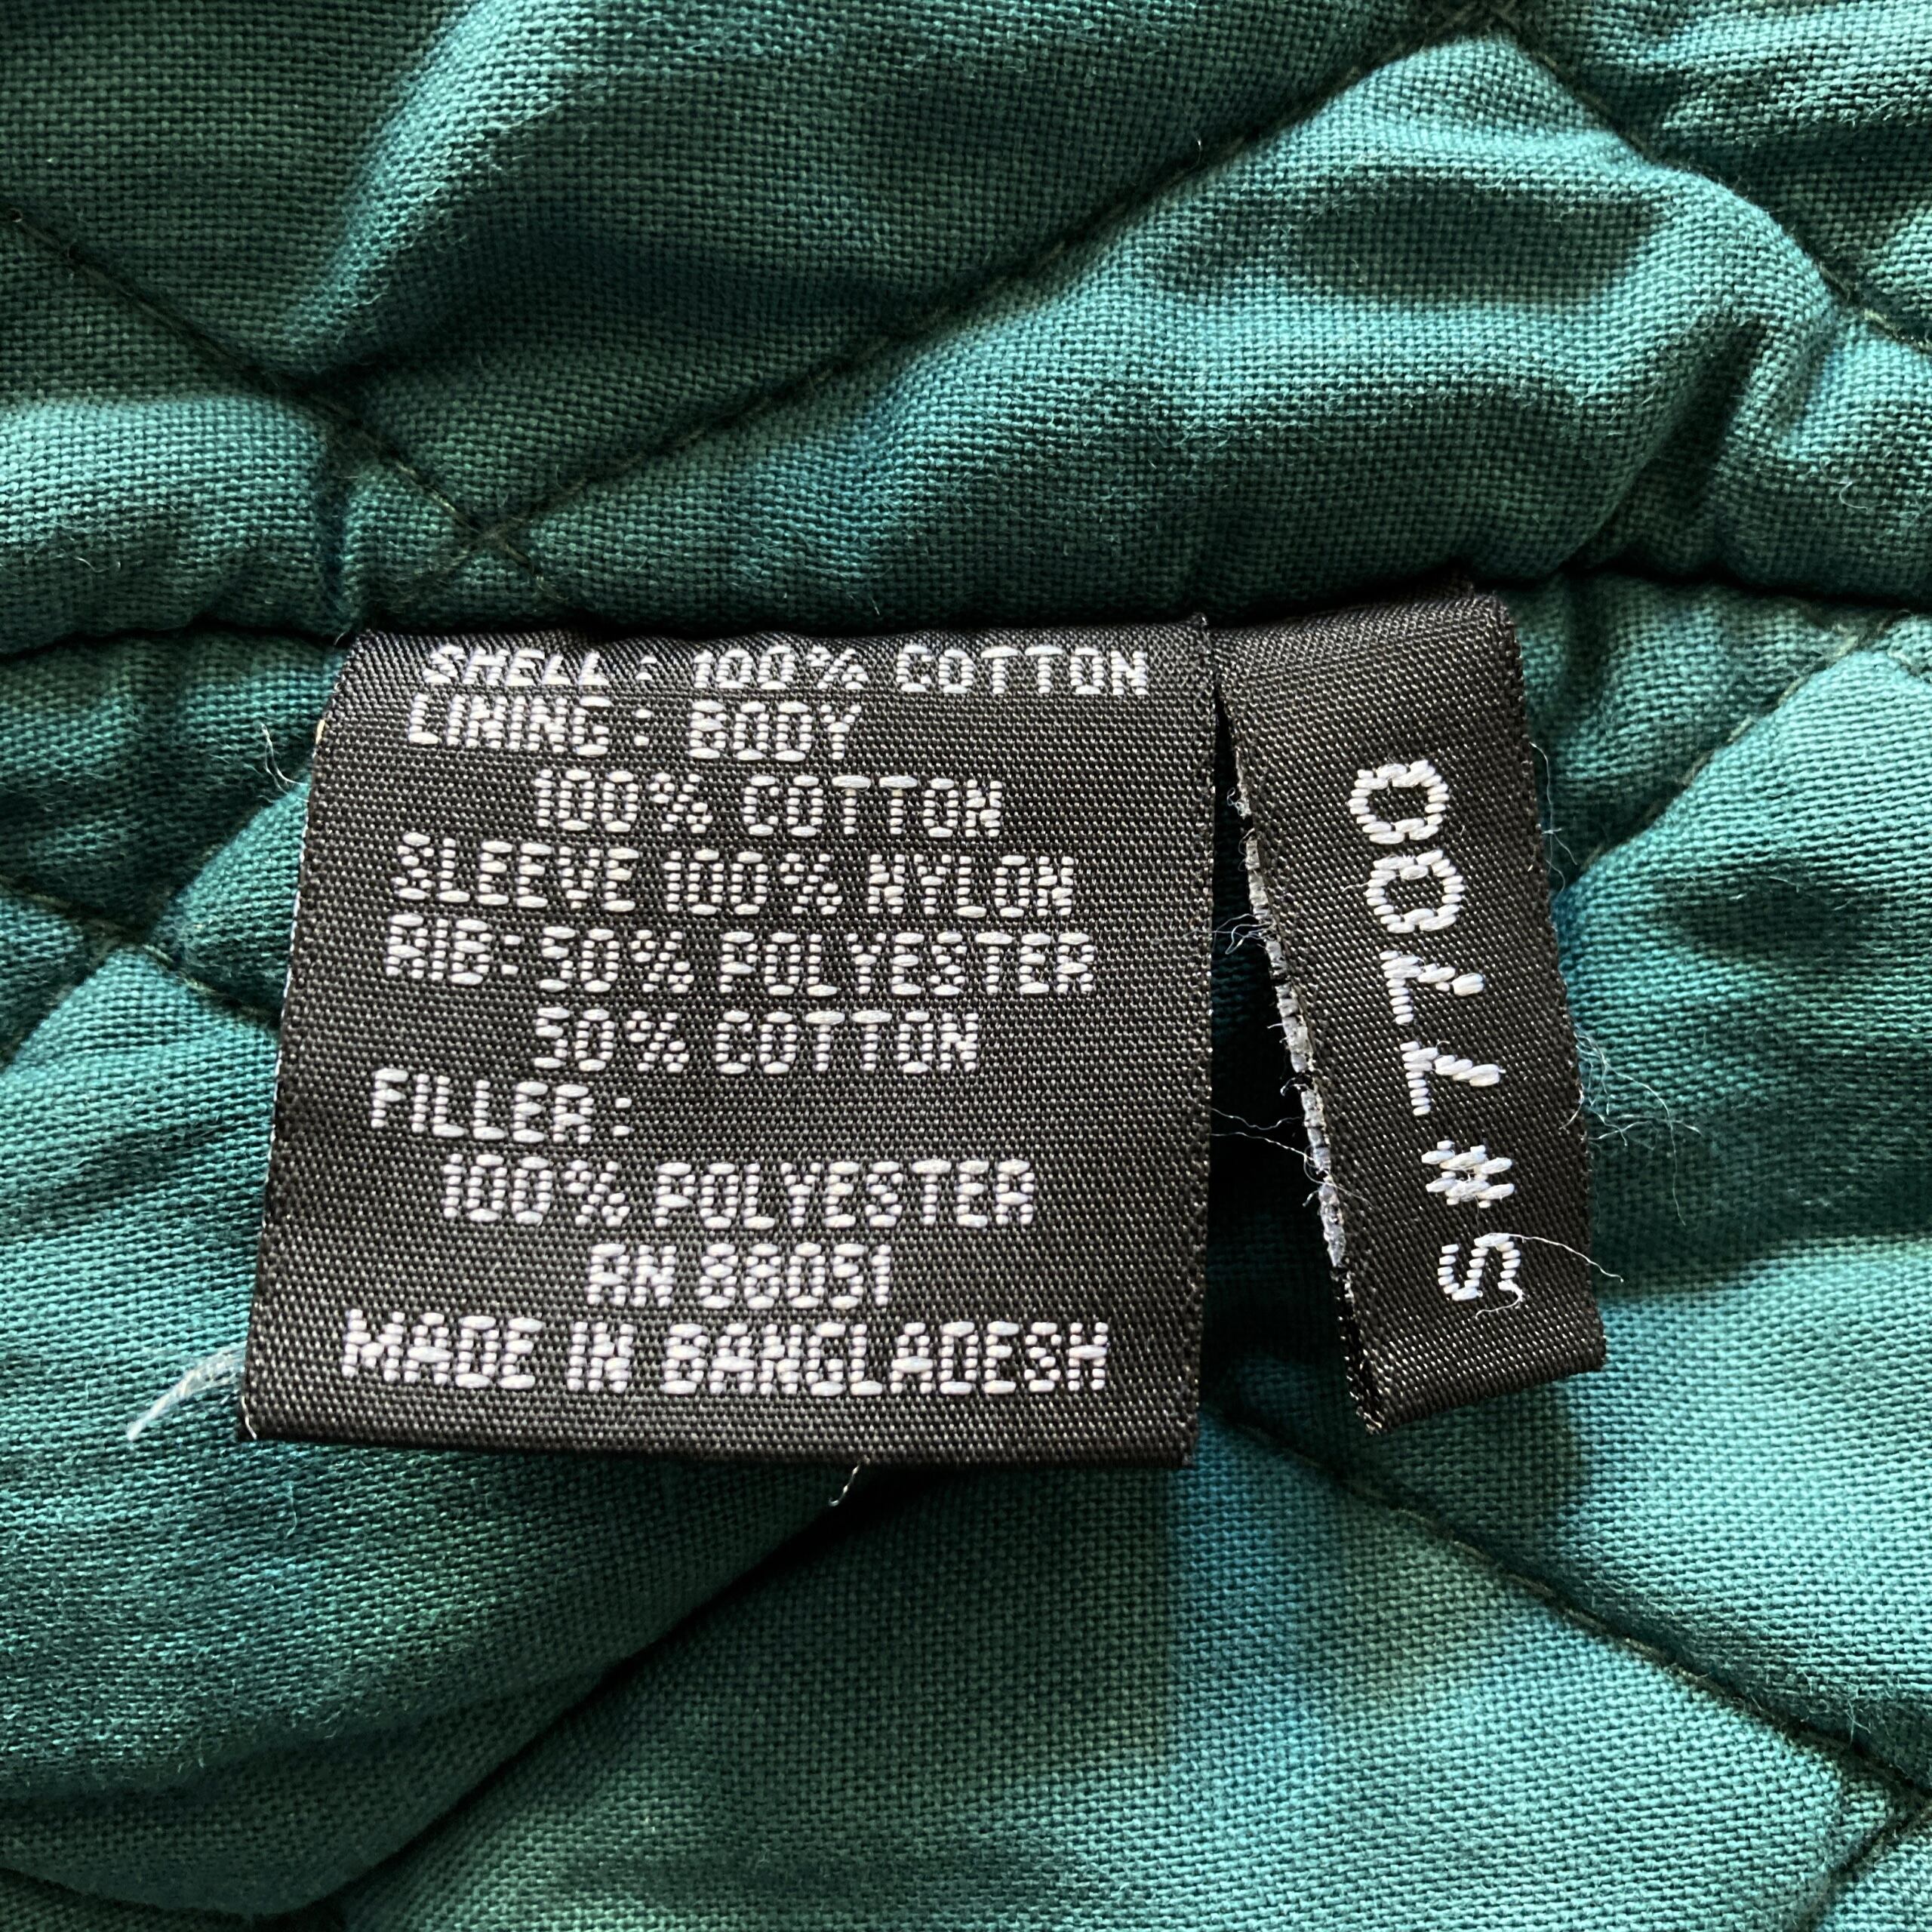 SHELL: 100% COTTON
LINING: BODY
100% COTTON
SLEEVE 100% NYLON
RIB: 50% POLYESTER
50% COTTON
FILLER:
100% POLYESTER
RN 88051
MADE IN BANGLADESH
S#7700